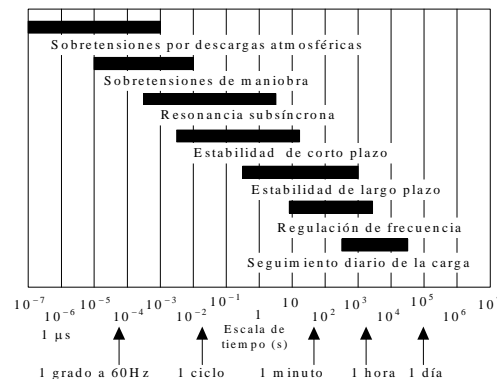 Sobretensiones por descargas atmosféricas
Sobretensiones de maniobra
Resonancia subsíncrona
Estabilidad de corto plazo
Estabilidad de largo plazo
Regulación de frecuencia
Seguimiento diario de la carga
10⁻⁷ 10⁻⁵ 10⁻³ 10⁻¹ 10 10³ 10⁵ 10⁷
10⁻⁶ 10⁻⁴ 10⁻² 1 10² 10⁴ 10⁶
1 µs
Escala de
tiempo (s)
1 grado a 60Hz 1 ciclo 1 minuto 1 hora 1 día